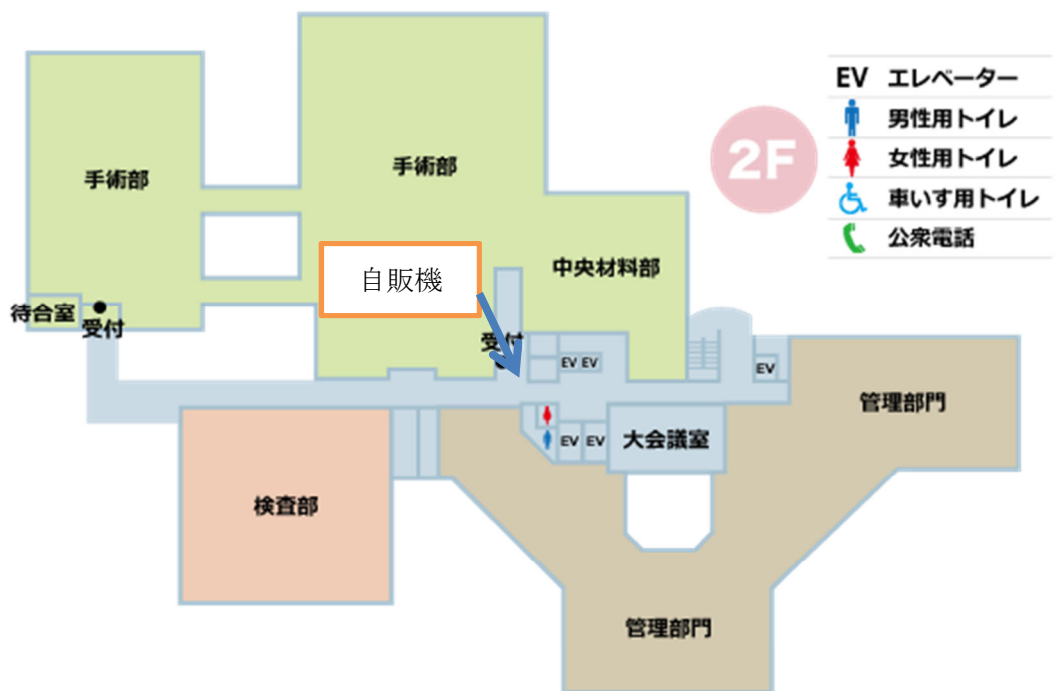 手術部
手術部
2F
EV エレベーター
男性用トイレ
女性用トイレ
車いす用トイレ
公衆電話
自販機
中央材料部
待合室
受付
受付
EV EV
EV
管理部門
EV EV
大会議室
検査部
管理部門